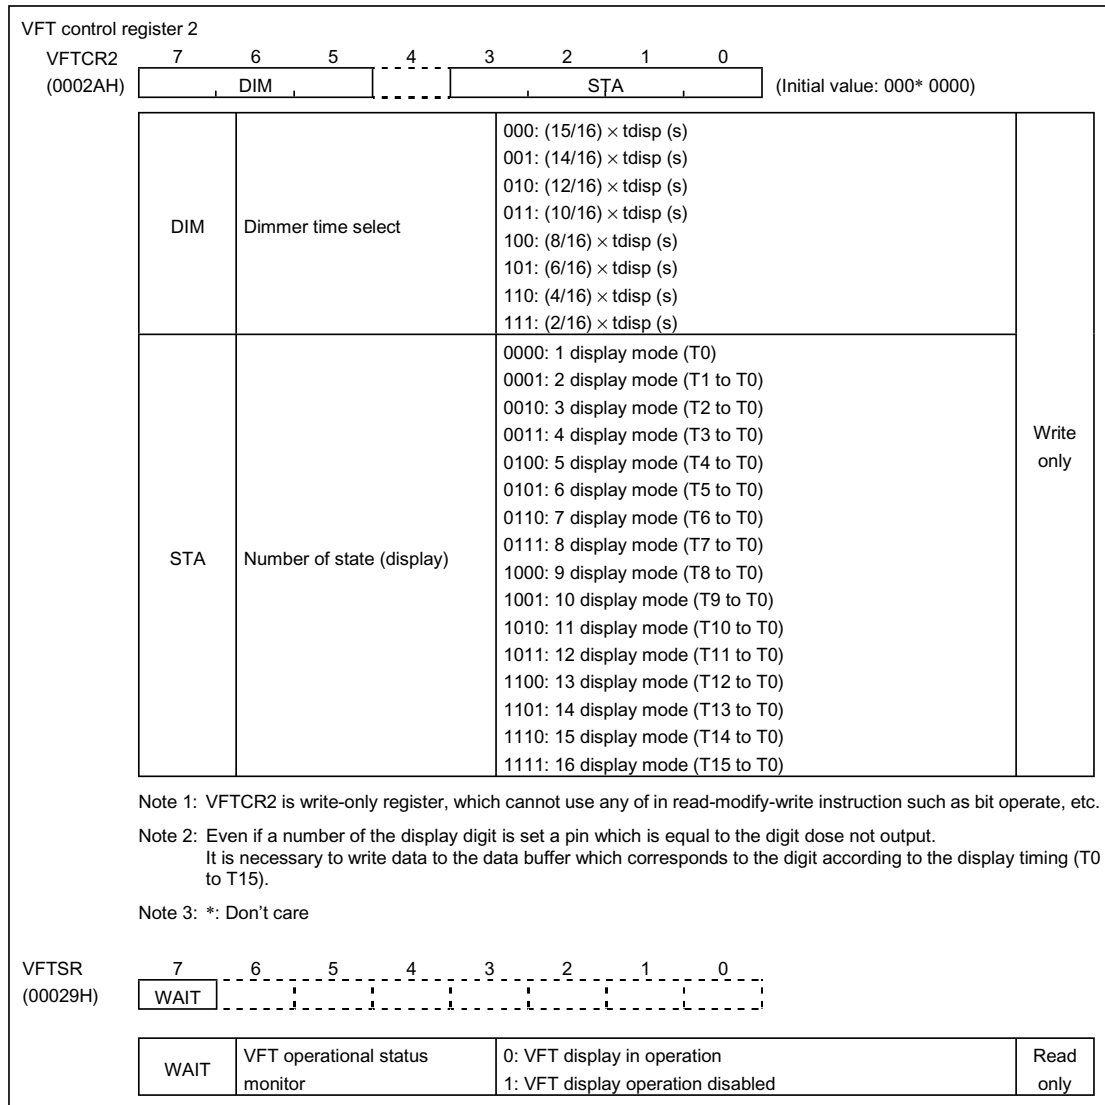 VFT control register 2
VFTCR2 7 6 5 4 3 2 1 0
(0002AH) DIM STA (Initial value: 000* 0000)
000: (15/16) × tdisp (s)
001: (14/16) × tdisp (s)
010: (12/16) × tdisp (s)
011: (10/16) × tdisp (s)
DIM Dimmer time select
100: (8/16) × tdisp (s)
101: (6/16) × tdisp (s)
110: (4/16) × tdisp (s)
111: (2/16) × tdisp (s)
0000: 1 display mode (T0)
0001: 2 display mode (T1 to T0)
0010: 3 display mode (T2 to T0)
0011: 4 display mode (T3 to T0) Write
0100: 5 display mode (T4 to T0) only
0101: 6 display mode (T5 to T0)
0110: 7 display mode (T6 to T0)
0111: 8 display mode (T7 to T0)
STA Number of state (display)
1000: 9 display mode (T8 to T0)
1001: 10 display mode (T9 to T0)
1010: 11 display mode (T10 to T0)
1011: 12 display mode (T11 to T0)
1100: 13 display mode (T12 to T0)
1101: 14 display mode (T13 to T0)
1110: 15 display mode (T14 to T0)
1111: 16 display mode (T15 to T0)
Note 1: VFTCR2 is write-only register, which cannot use any of in read-modify-write instruction such as bit operate, etc.
Note 2: Even if a number of the display digit is set a pin which is equal to the digit dose not output.
It is necessary to write data to the data buffer which corresponds to the digit according to the display timing (T0
to T15).
Note 3: *: Don't care
VFTSR 7 6 5 4 3 2 1 0
(00029H) WAIT
WAIT VFT operational status 0: VFT display in operation Read
monitor 1: VFT display operation disabled only